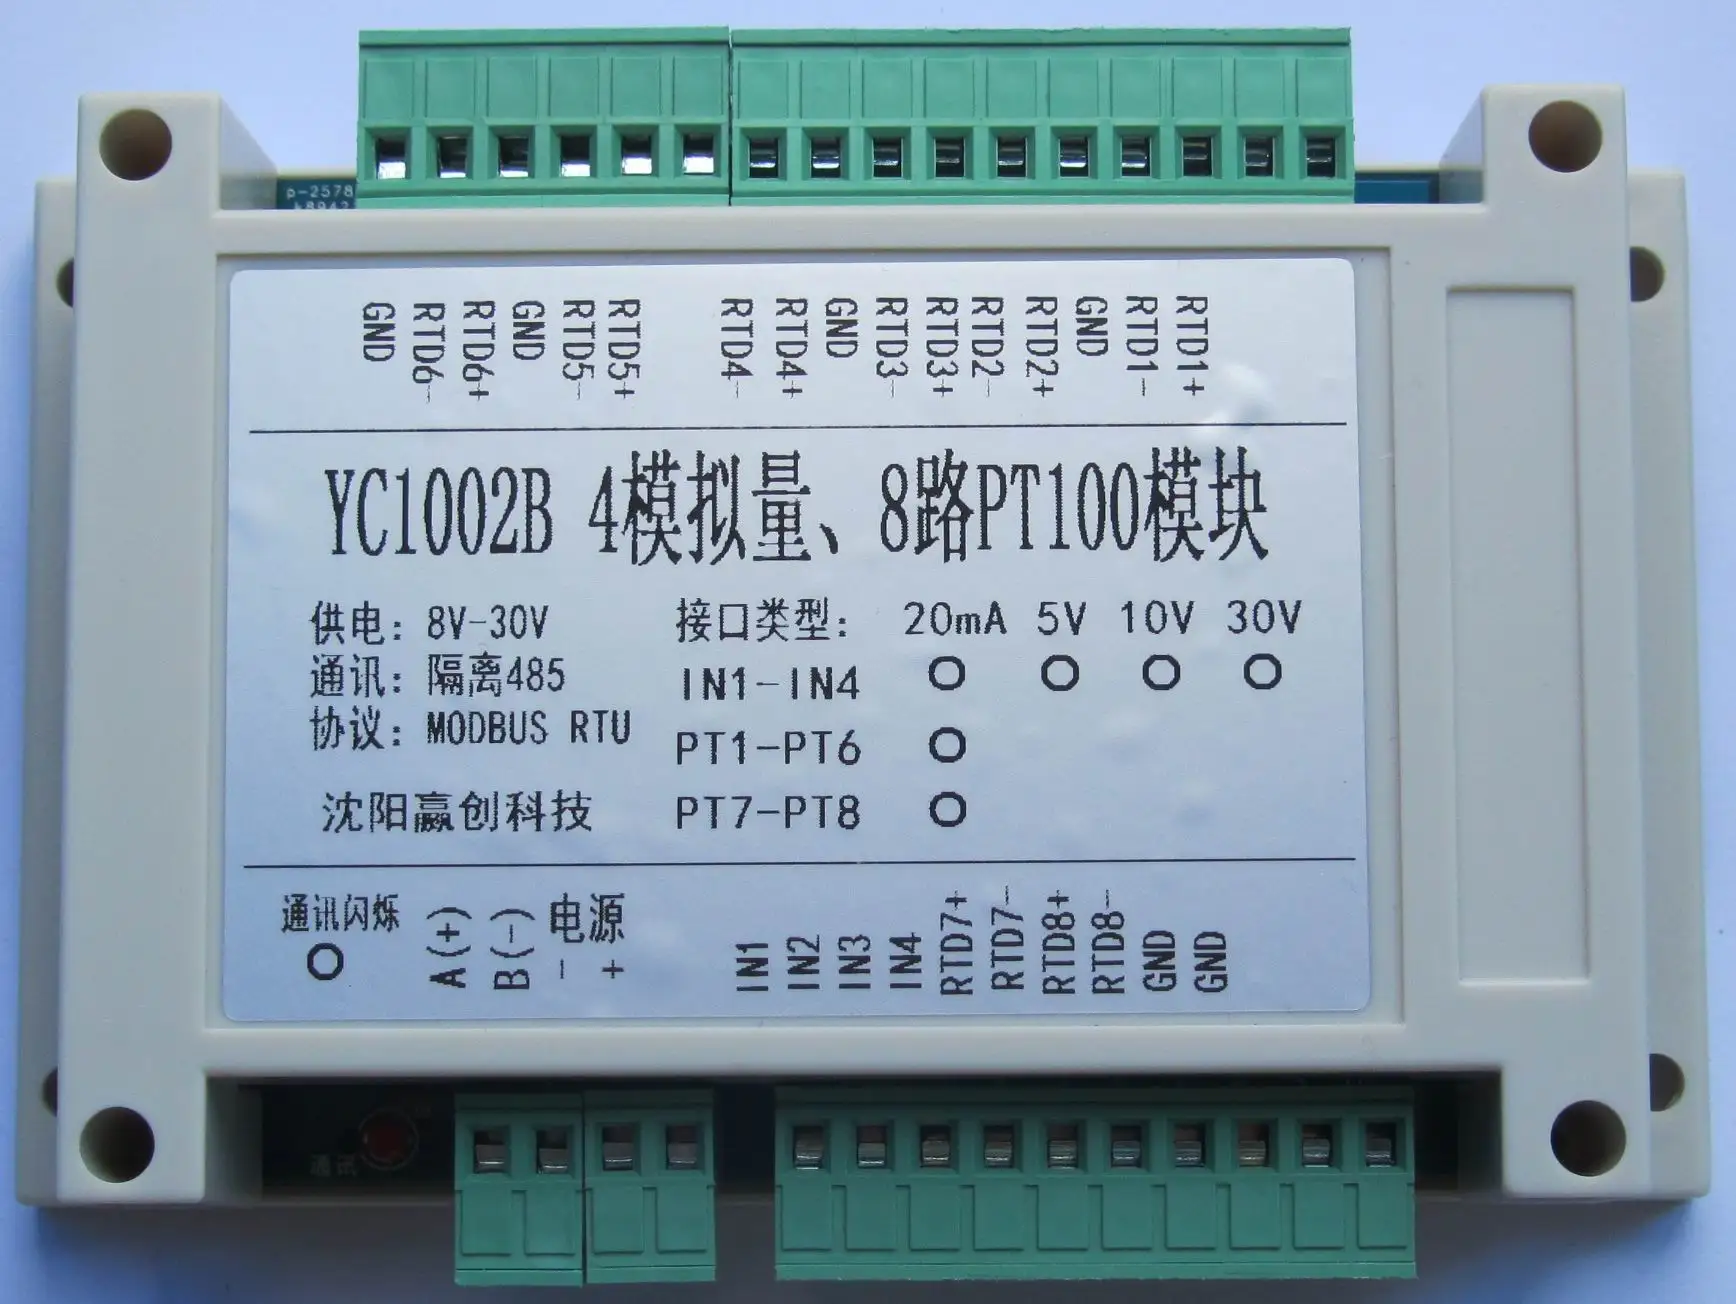 p-2578
GND RTD6- RTD6+ GND RTD5- RTD5+ RTD4- RTD4+ GND RTD3- RTD3+ RTD2- RTD2+ GND RTD1- RTD1+
YC1002B 4模拟量、8路PT100模块
供电: 8V-30V
通讯: 隔离485
协议: MODBUS RTU
沈阳赢创科技
接口类型: 20mA 5V 10V 30V
IN1-IN4
PT1-PT6
PT7-PT8
通讯闪烁 A(+) B(-) 电源 - +
IN1 IN2 IN3 IN4 RTD7+ RTD7- RTD8+ RTD8- GND GND
通讯